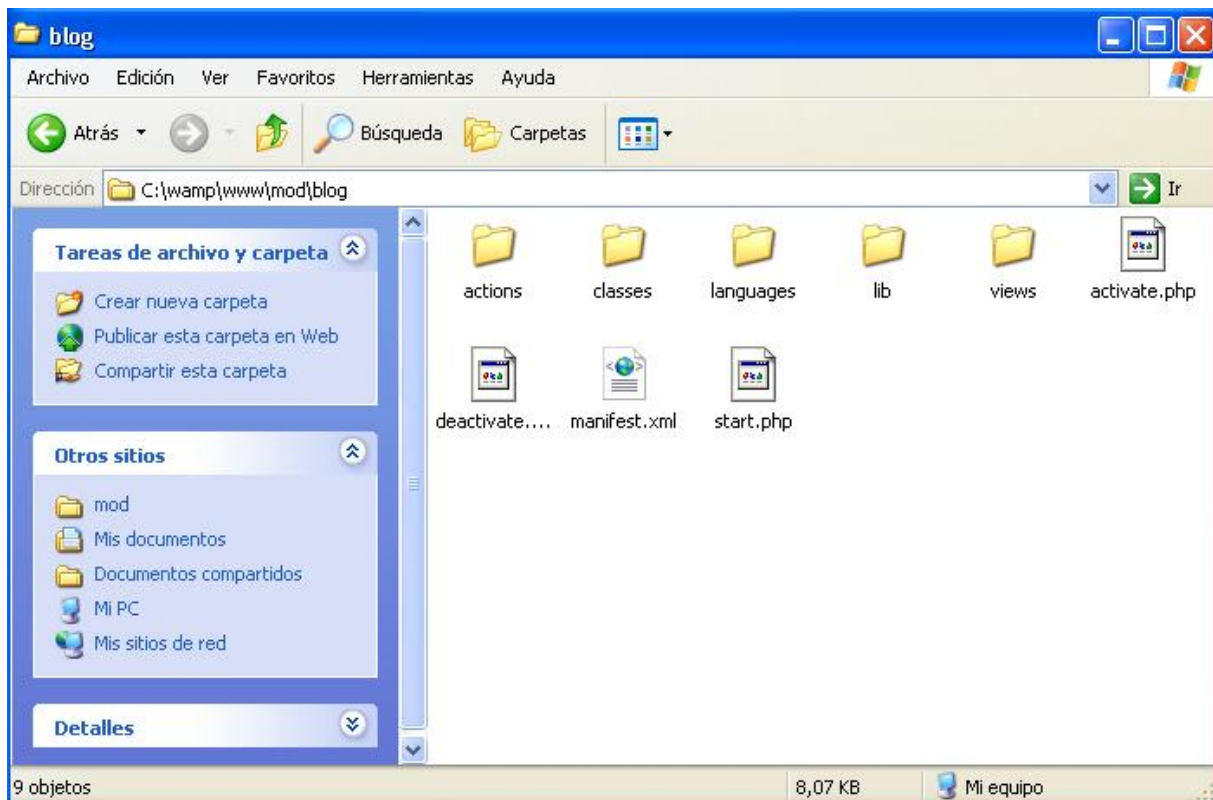 blog
Archivo Edición Ver Favoritos Herramientas Ayuda
Atrás Búsqueda Carpetas
Dirección C:\wamp\www\mod\blog Ir
Tareas de archivo y carpeta
Crear nueva carpeta
Publicar esta carpeta en Web
Compartir esta carpeta
Otros sitios
mod
Mis documentos
Documentos compartidos
Mi PC
Mis sitios de red
Detalles
actions classes languages lib views activate.php
deactivate.... manifest.xml start.php
9 objetos 8,07 KB Mi equipo